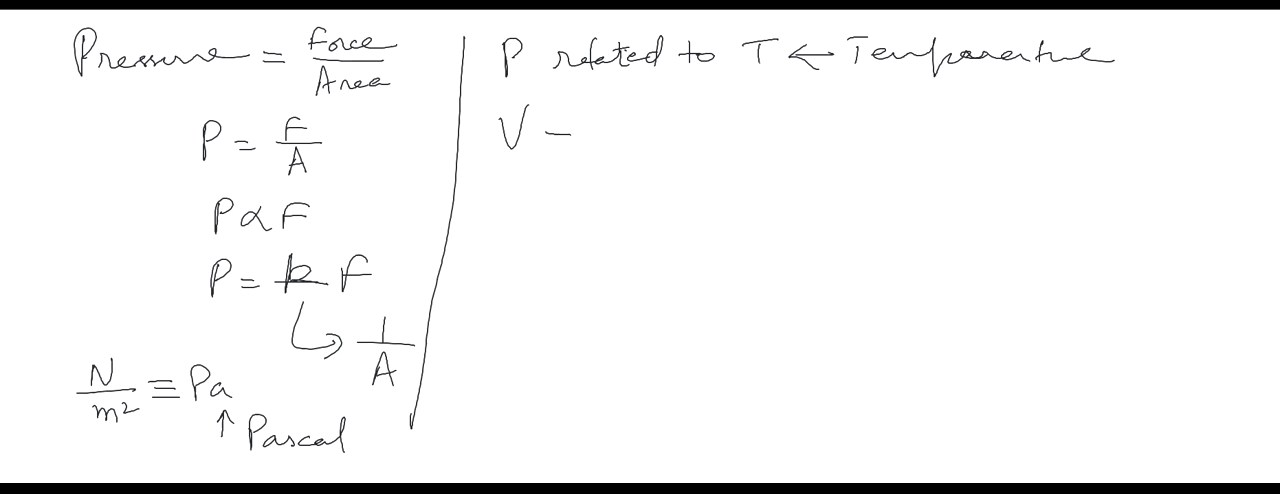 Pressure = Force / Area
P = F / A
P ∝ F
P = k F
↳ 1 / A
N / m² ≡ Pa
↑ Pascal
P related to T ← Temperature
V –